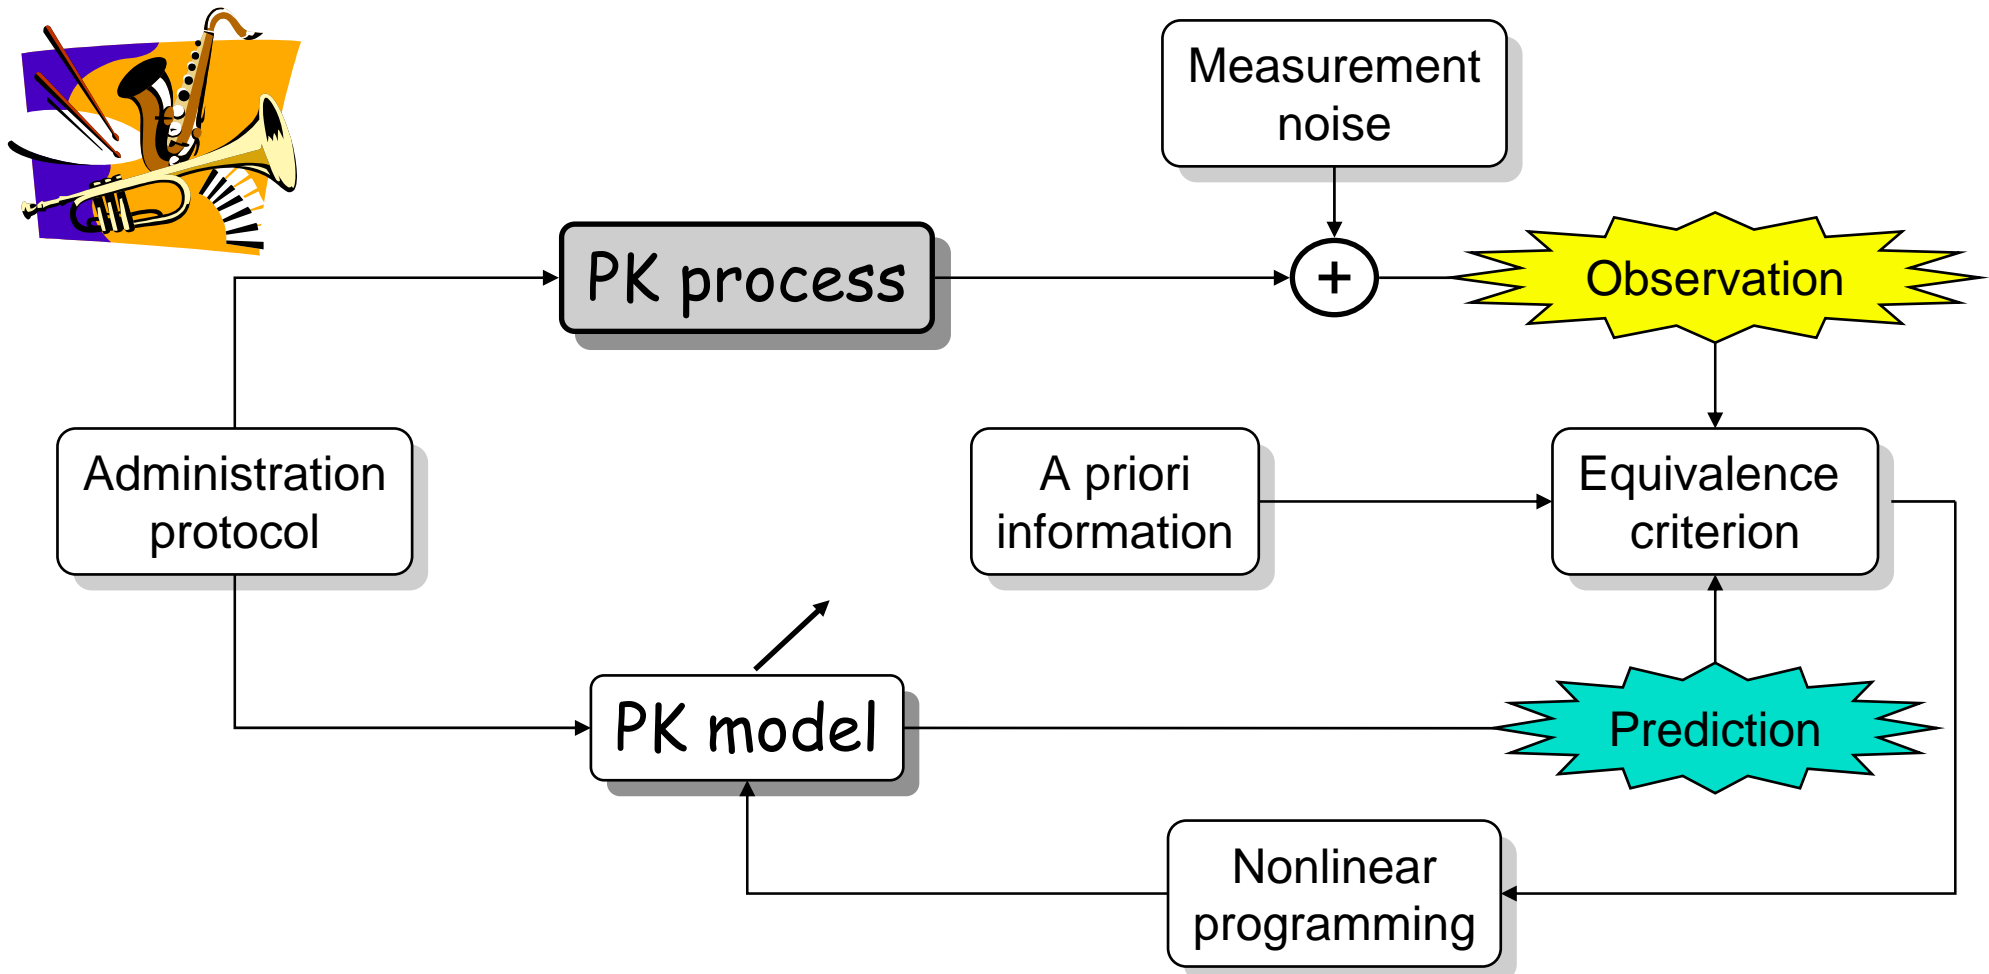 Measurement
noise
PK process
+
Observation
Administration
protocol
A priori
information
Equivalence
criterion
PK model
Prediction
Nonlinear
programming